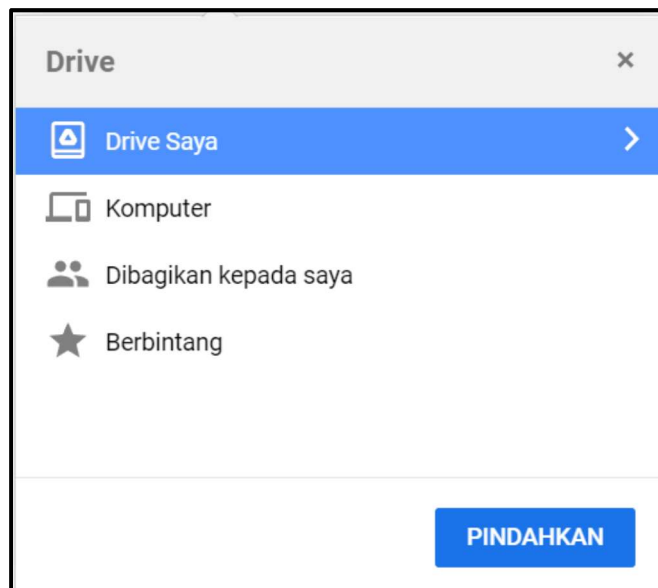 Drive
Drive Saya
Komputer
Dibagikan kepada saya
Berbintang
PINDAHKAN